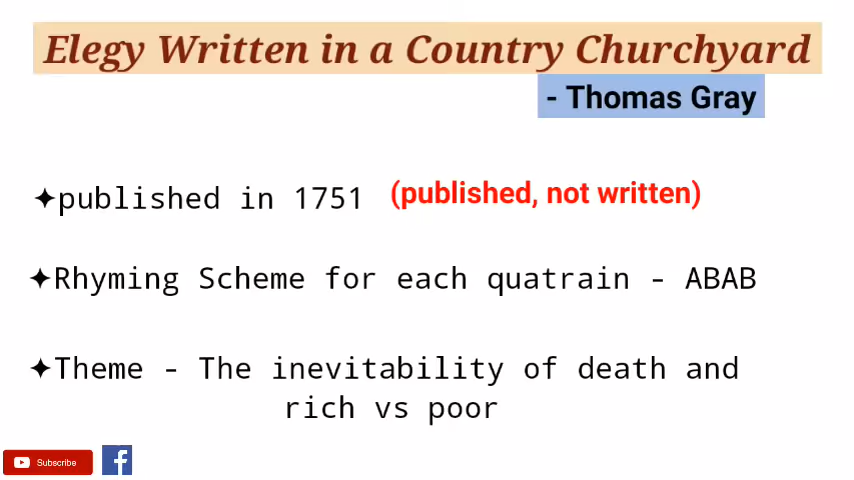 Elegy Written in a Country Churchyard
- Thomas Gray
✦published in 1751 (published, not written)
✦Rhyming Scheme for each quatrain - ABAB
✦Theme - The inevitability of death and
rich vs poor
Subscribe